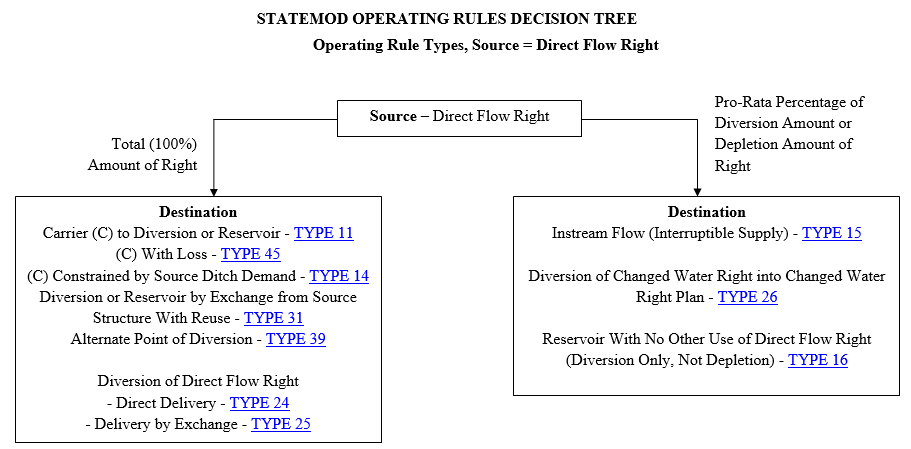 STATEMOD OPERATING RULES DECISION TREE
Operating Rule Types, Source = Direct Flow Right
Source – Direct Flow Right
Total (100%)
Amount of Right
Pro-Rata Percentage of
Diversion Amount or
Depletion Amount of
Right
Destination
Carrier (C) to Diversion or Reservoir - TYPE 11
(C) With Loss - TYPE 45
(C) Constrained by Source Ditch Demand - TYPE 14
Diversion or Reservoir by Exchange from Source
Structure With Reuse - TYPE 31
Alternate Point of Diversion - TYPE 39
Diversion of Direct Flow Right
- Direct Delivery - TYPE 24
- Delivery by Exchange - TYPE 25
Destination
Instream Flow (Interruptible Supply) - TYPE 15
Diversion of Changed Water Right into Changed Water
Right Plan - TYPE 26
Reservoir With No Other Use of Direct Flow Right
(Diversion Only, Not Depletion) - TYPE 16